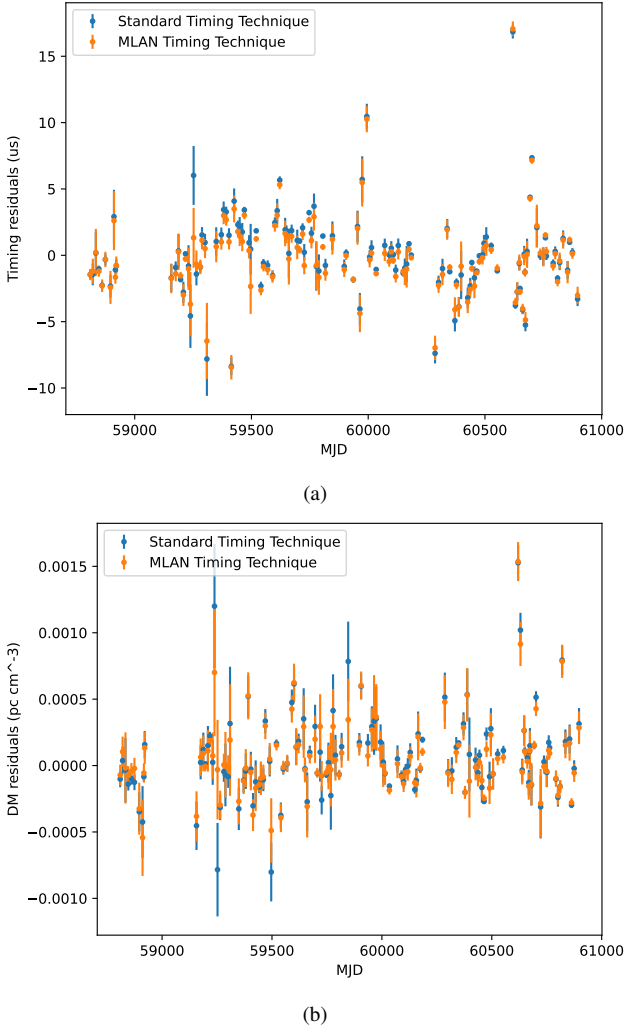 Standard Timing Technique
MLAN Timing Technique
Timing residuals (us)
15
10
5
0
−5
−10
59000
59500
60000
60500
61000
MJD
(a)
Standard Timing Technique
MLAN Timing Technique
DM residuals (pc cm^-3)
0.0015
0.0010
0.0005
0.0000
−0.0005
−0.0010
59000
59500
60000
60500
61000
MJD
(b)